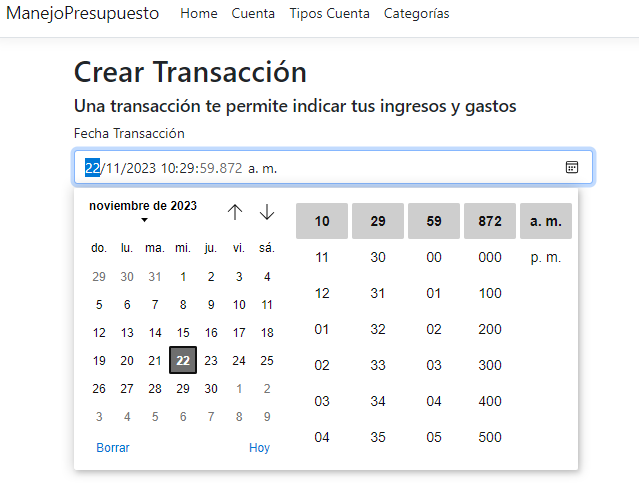 ManejoPresupuesto Home Cuenta Tipos Cuenta Categorías
Crear Transacción
Una transacción te permite indicar tus ingresos y gastos
Fecha Transacción
22/11/2023 10:29:59.872 a. m.
noviembre de 2023
do. lu. ma. mi. ju. vi. sá.
29 30 31 1 2 3 4
5 6 7 8 9 10 11
12 13 14 15 16 17 18
19 20 21 22 23 24 25
26 27 28 29 30 1 2
3 4 5 6 7 8 9
Borrar Hoy
10 29 59 872 a. m.
11 30 00 000 p. m.
12 31 01 100
01 32 02 200
02 33 03 300
03 34 04 400
04 35 05 500